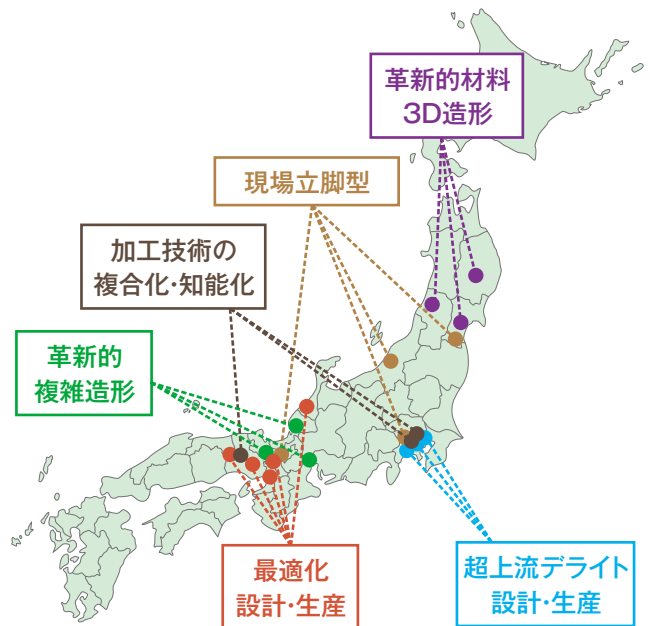 革新的材料
3D造形
現場立脚型
加工技術の
複合化・知能化
革新的
複雑造形
最適化
設計・生産
超上流デライト
設計・生産